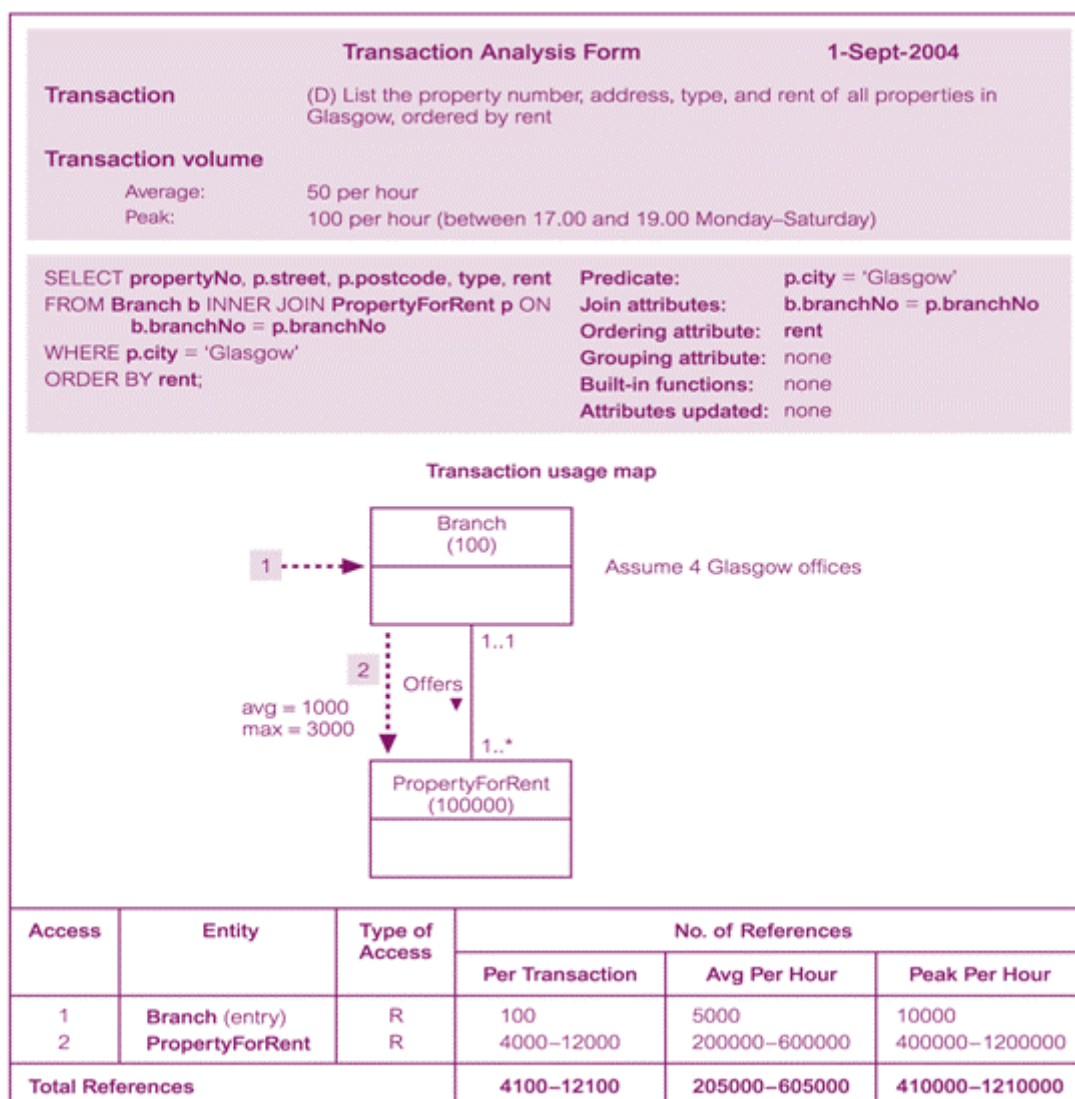 Transaction Analysis Form 1-Sept-2004
Transaction (D) List the property number, address, type, and rent of all properties in
Glasgow, ordered by rent
Transaction volume
Average: 50 per hour
Peak: 100 per hour (between 17.00 and 19.00 Monday–Saturday)
SELECT propertyNo, p.street, p.postcode, type, rent
FROM Branch b INNER JOIN PropertyForRent p ON
b.branchNo = p.branchNo
WHERE p.city = 'Glasgow'
ORDER BY rent;
Predicate: p.city = 'Glasgow'
Join attributes: b.branchNo = p.branchNo
Ordering attribute: rent
Grouping attribute: none
Built-in functions: none
Attributes updated: none
Transaction usage map
Branch
(100)
1
Assume 4 Glasgow offices
1..1
2
Offers
avg = 1000
max = 3000
1..*
PropertyForRent
(100000)
Access Entity Type of Access No. of References
Per Transaction Avg Per Hour Peak Per Hour
1 Branch (entry) R 100 5000 10000
2 PropertyForRent R 4000–12000 200000–600000 400000–1200000
Total References 4100–12100 205000–605000 410000–1210000